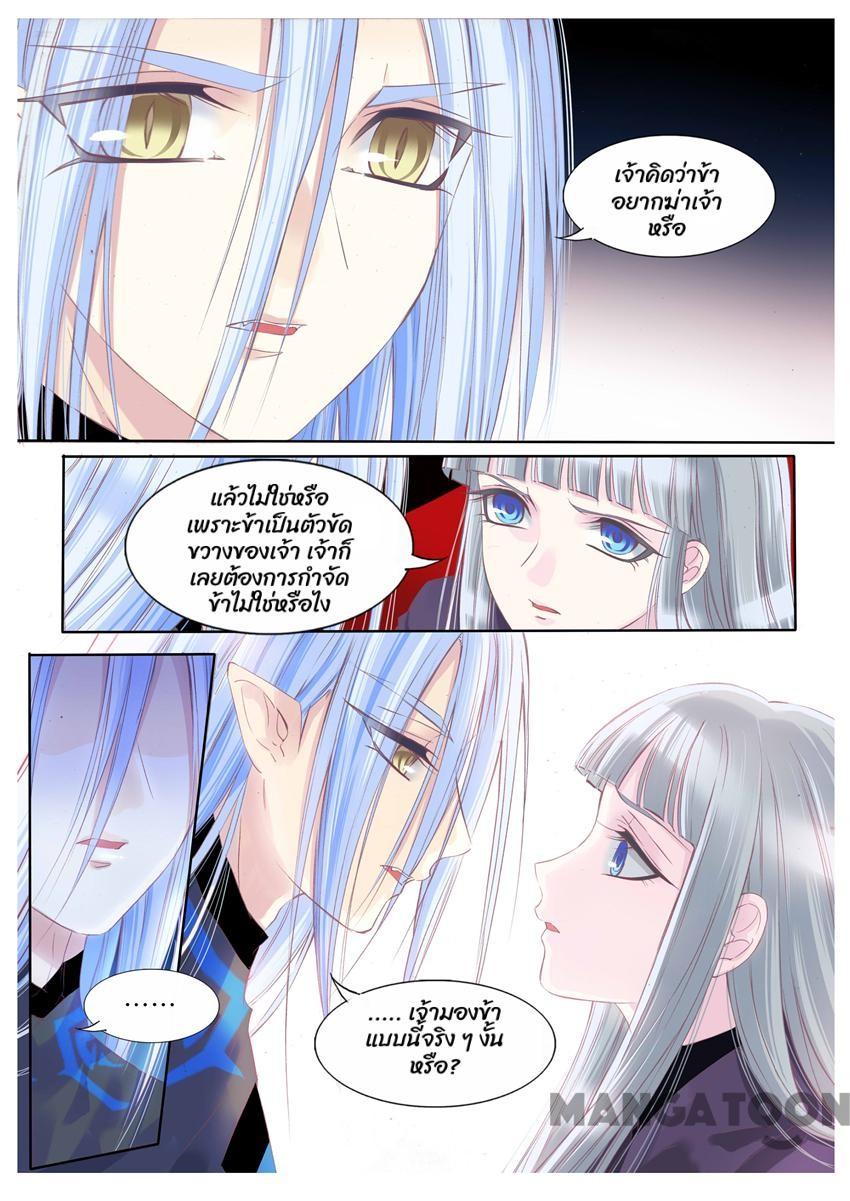 เจ้าคิดว่าข้า
อยากฆ่าเจ้า
หรือ
แล้วไม่ใช่หรือ
เพราะข้าเป็นตัวขัด
ขวางของเจ้า เจ้าก็
เลยต้องการกำจัด
ข้าไม่ใช่หรือไง
......
..... เจ้ามองข้า
แบบนี้จริง ๆ งั้น
หรือ?
MANGATOON